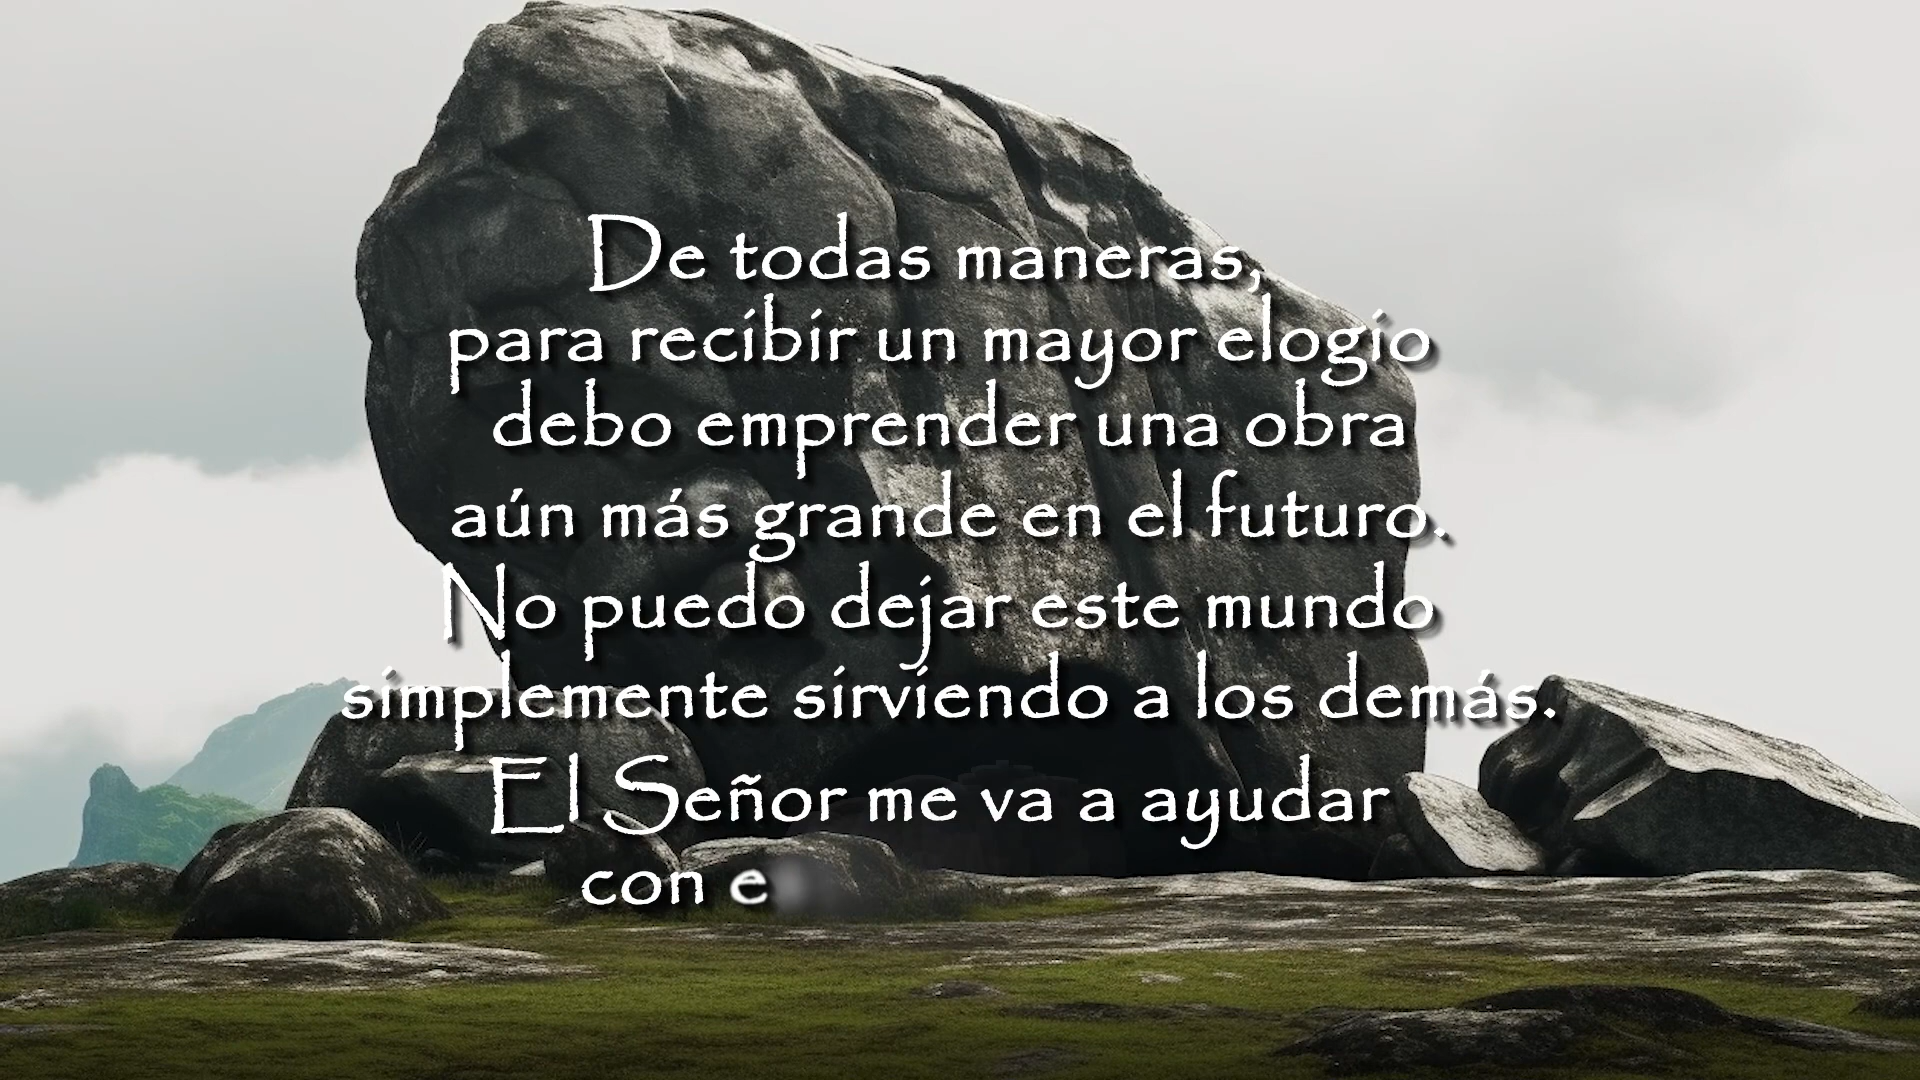 De todas maneras,
para recibir un mayor elogio
debo emprender una obra
aún más grande en el futuro.
No puedo dejar este mundo
simplemente sirviendo a los demás.
El Señor me va a ayudar
con